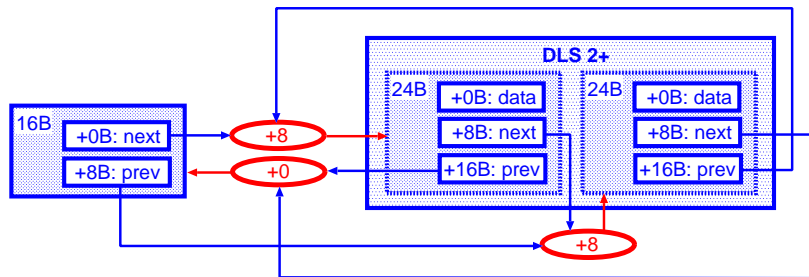 DLS 2+
16B
+0B: next
+8B: prev
+8
+0
24B
+0B: data
+8B: next
+16B: prev
24B
+0B: data
+8B: next
+16B: prev
+8